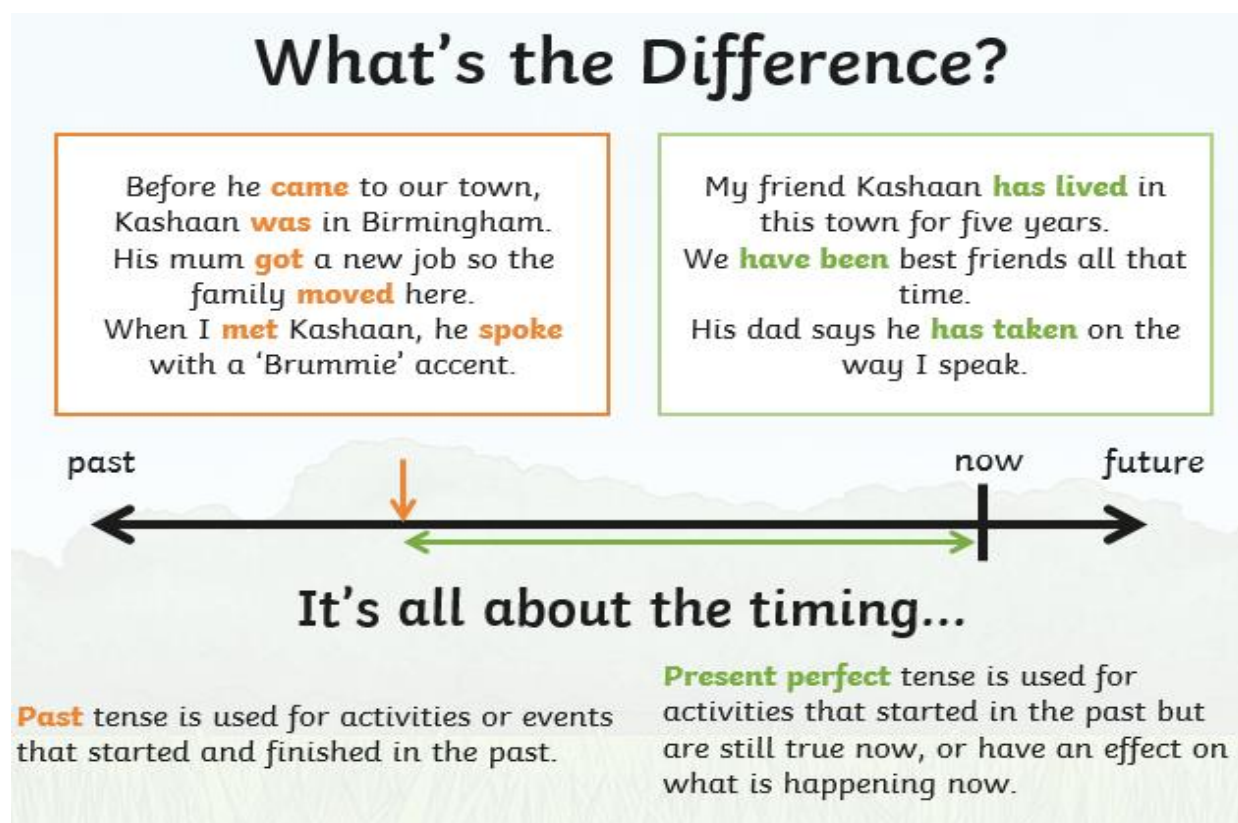 What's the Difference?
Before he came to our town,
Kashaan was in Birmingham.
His mum got a new job so the
family moved here.
When I met Kashaan, he spoke
with a ‘Brummie’ accent.
My friend Kashaan has lived in
this town for five years.
We have been best friends all that
time.
His dad says he has taken on the
way I speak.
past
now
future
It's all about the timing...
Past tense is used for activities or events
that started and finished in the past.
Present perfect tense is used for
activities that started in the past but
are still true now, or have an effect on
what is happening now.